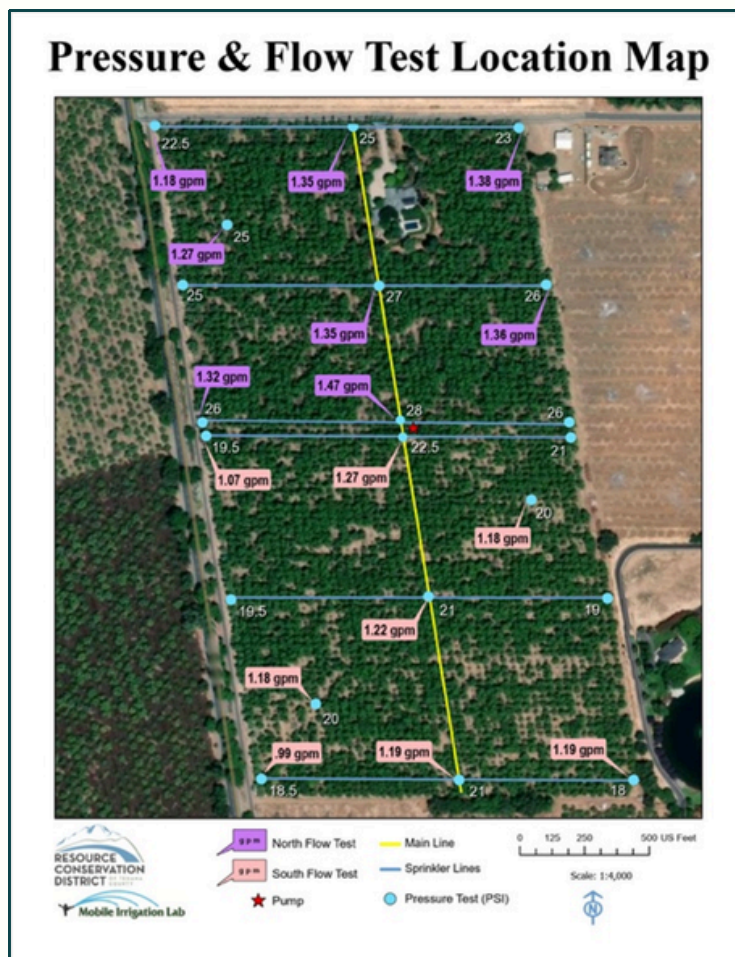 Pressure & Flow Test Location Map
22.5
25
23
1.18 gpm
1.35 gpm
1.38 gpm
25
1.27 gpm
25
27
26
1.35 gpm
1.36 gpm
1.32 gpm
1.47 gpm
26
28
26
19.5
22.5
21
1.07 gpm
1.27 gpm
20
1.18 gpm
19.5
21
19
1.22 gpm
1.18 gpm
20
.99 gpm
1.19 gpm
1.19 gpm
18.5
21
18
RESOURCE
CONSERVATION
DISTRICT OF TEHAMA
COUNTY
Mobile Irrigation Lab
gpm North Flow Test
gpm South Flow Test
Pump
Main Line
Sprinkler Lines
Pressure Test (PSI)
0 125 250 500 US Feet
Scale: 1:4,000
N